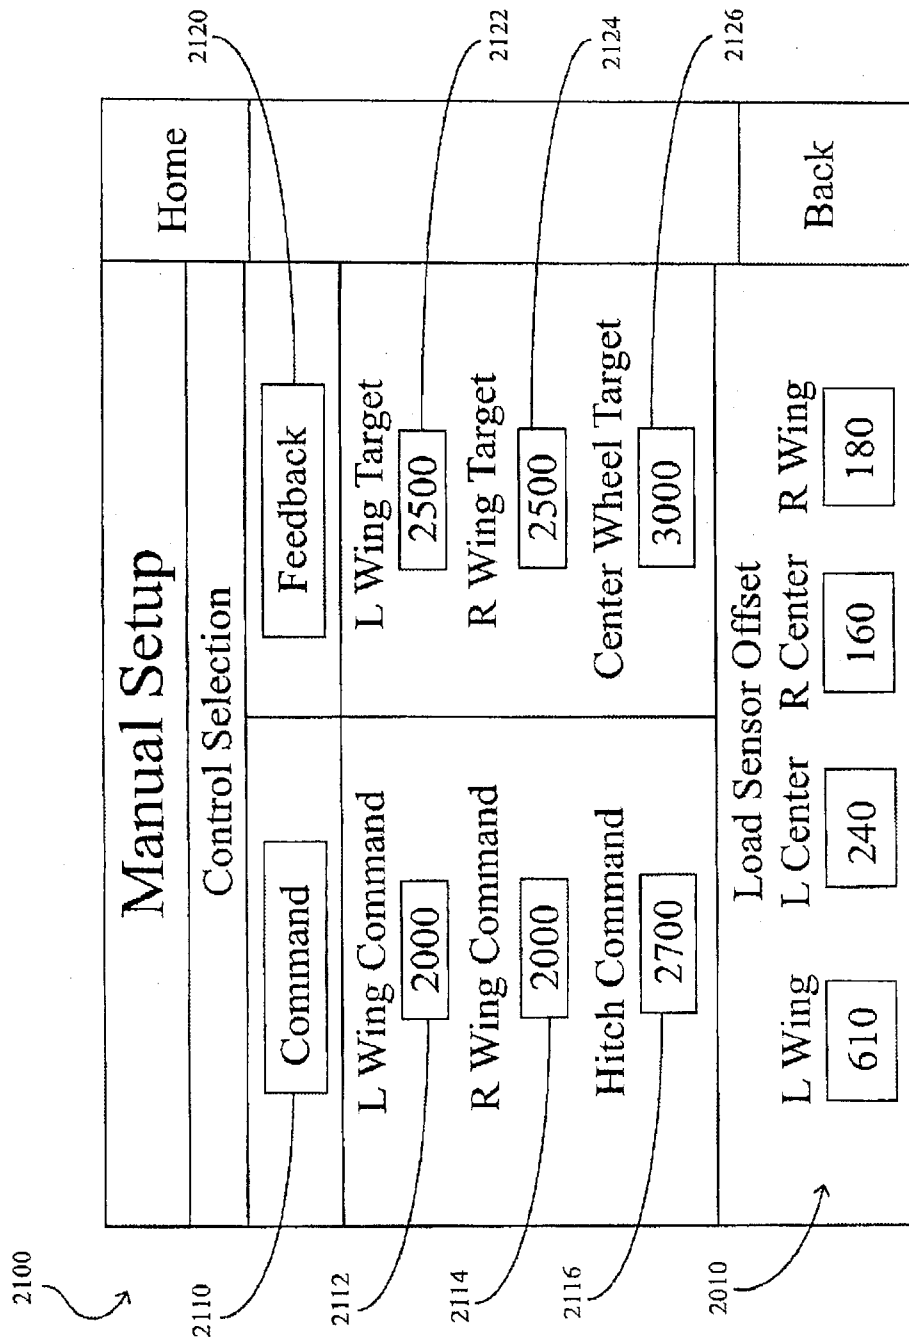 2100
Manual Setup
Home
Control Selection
2110
Command
Feedback
2120
L Wing Command
L Wing Target
2112
2000
2500
2122
R Wing Command
R Wing Target
2114
2000
2500
2124
Hitch Command
Center Wheel Target
2116
2700
3000
2126
Load Sensor Offset
Back
L Wing
L Center
R Center
R Wing
2010
610
240
160
180